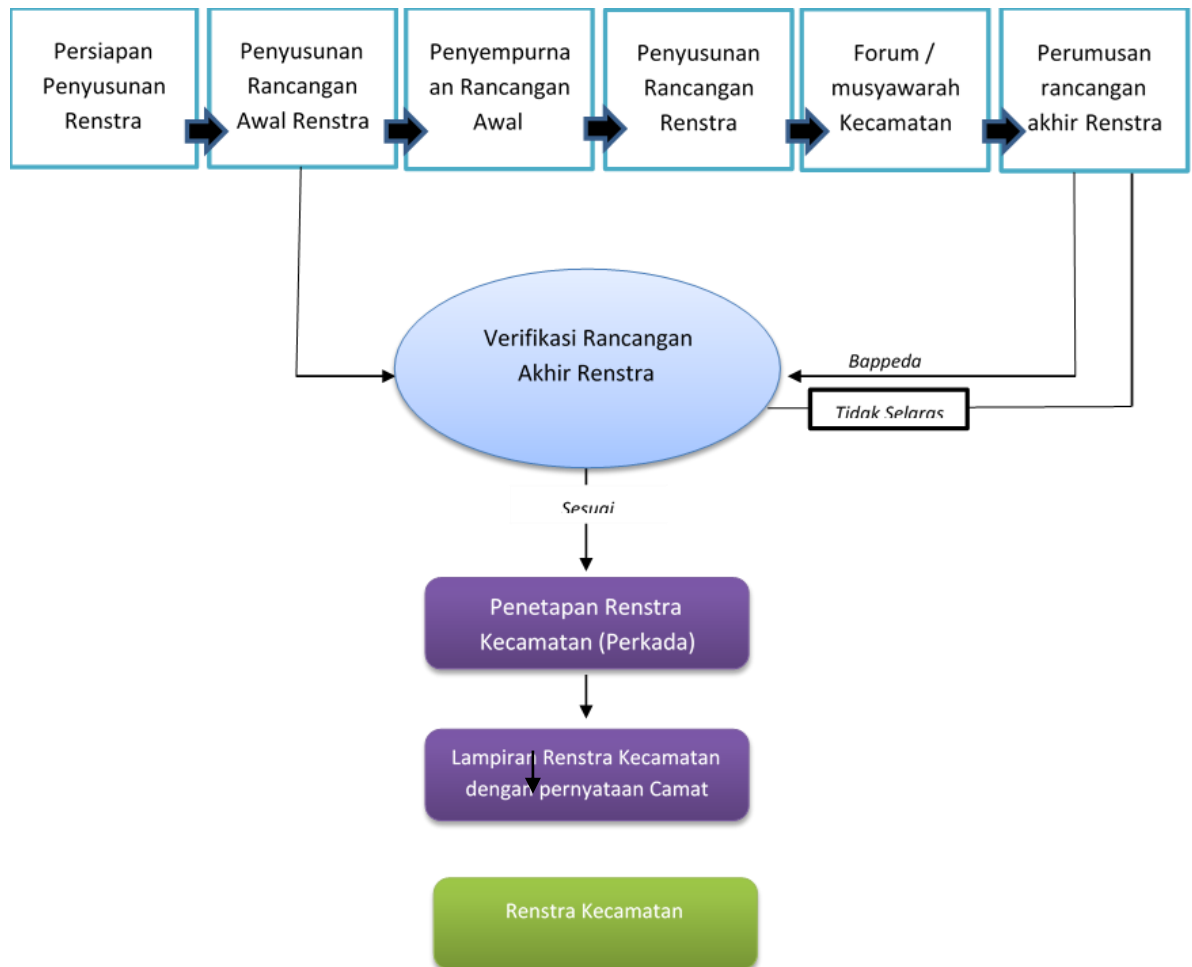 Persiapan
Penyusunan
Renstra
Penyusunan
Rancangan
Awal Renstra
Penyempurna
an Rancangan
Awal
Penyusunan
Rancangan
Renstra
Forum /
musyawarah
Kecamatan
Perumusan
rancangan
akhir Renstra
Verifikasi Rancangan
Akhir Renstra
Bappeda
Tidak Selaras
Sesuai
Penetapan Renstra
Kecamatan (Perkada)
Lampiran Renstra Kecamatan
dengan pernyataan Camat
Renstra Kecamatan